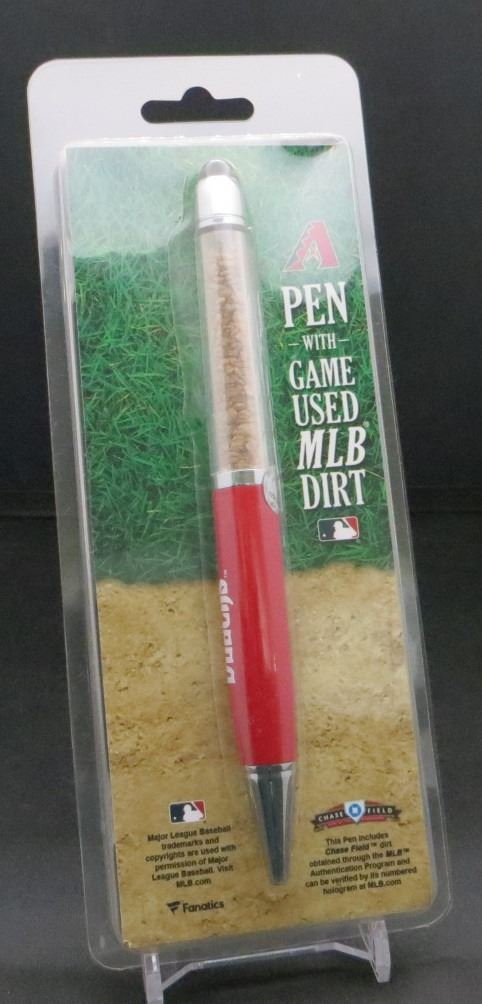 A
PEN
- WITH -
GAME
USED
MLB®
DIRT
Major League Baseball
trademarks and
copyrights are used with
permission of Major
League Baseball. Visit
MLB.com
Fanatics
CHASE FIELD
This Pen includes
Chase Field™ dirt
obtained through the MLB™
Authentication Program and
can be verified by its numbered
hologram at MLB.com